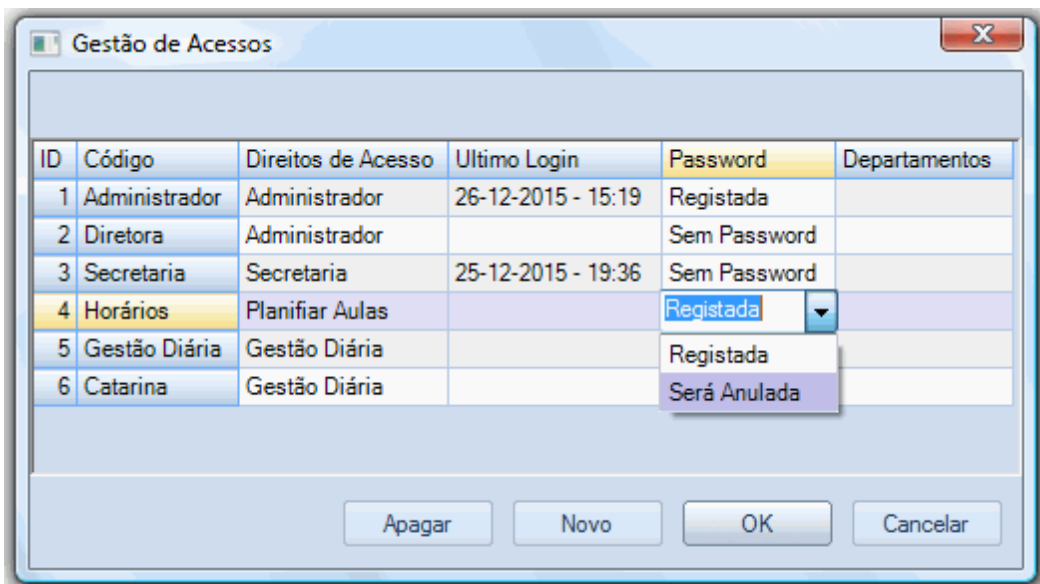 Gestão de Acessos
ID Código Direitos de Acesso Ultimo Login Password Departamentos
1 Administrador Administrador 26-12-2015 - 15:19 Registada
2 Diretora Administrador Sem Password
3 Secretaria Secretaria 25-12-2015 - 19:36 Sem Password
4 Horários Planifiar Aulas Registada
5 Gestão Diária Gestão Diária Registada
6 Catarina Gestão Diária Será Anulada
Apagar Novo OK Cancelar